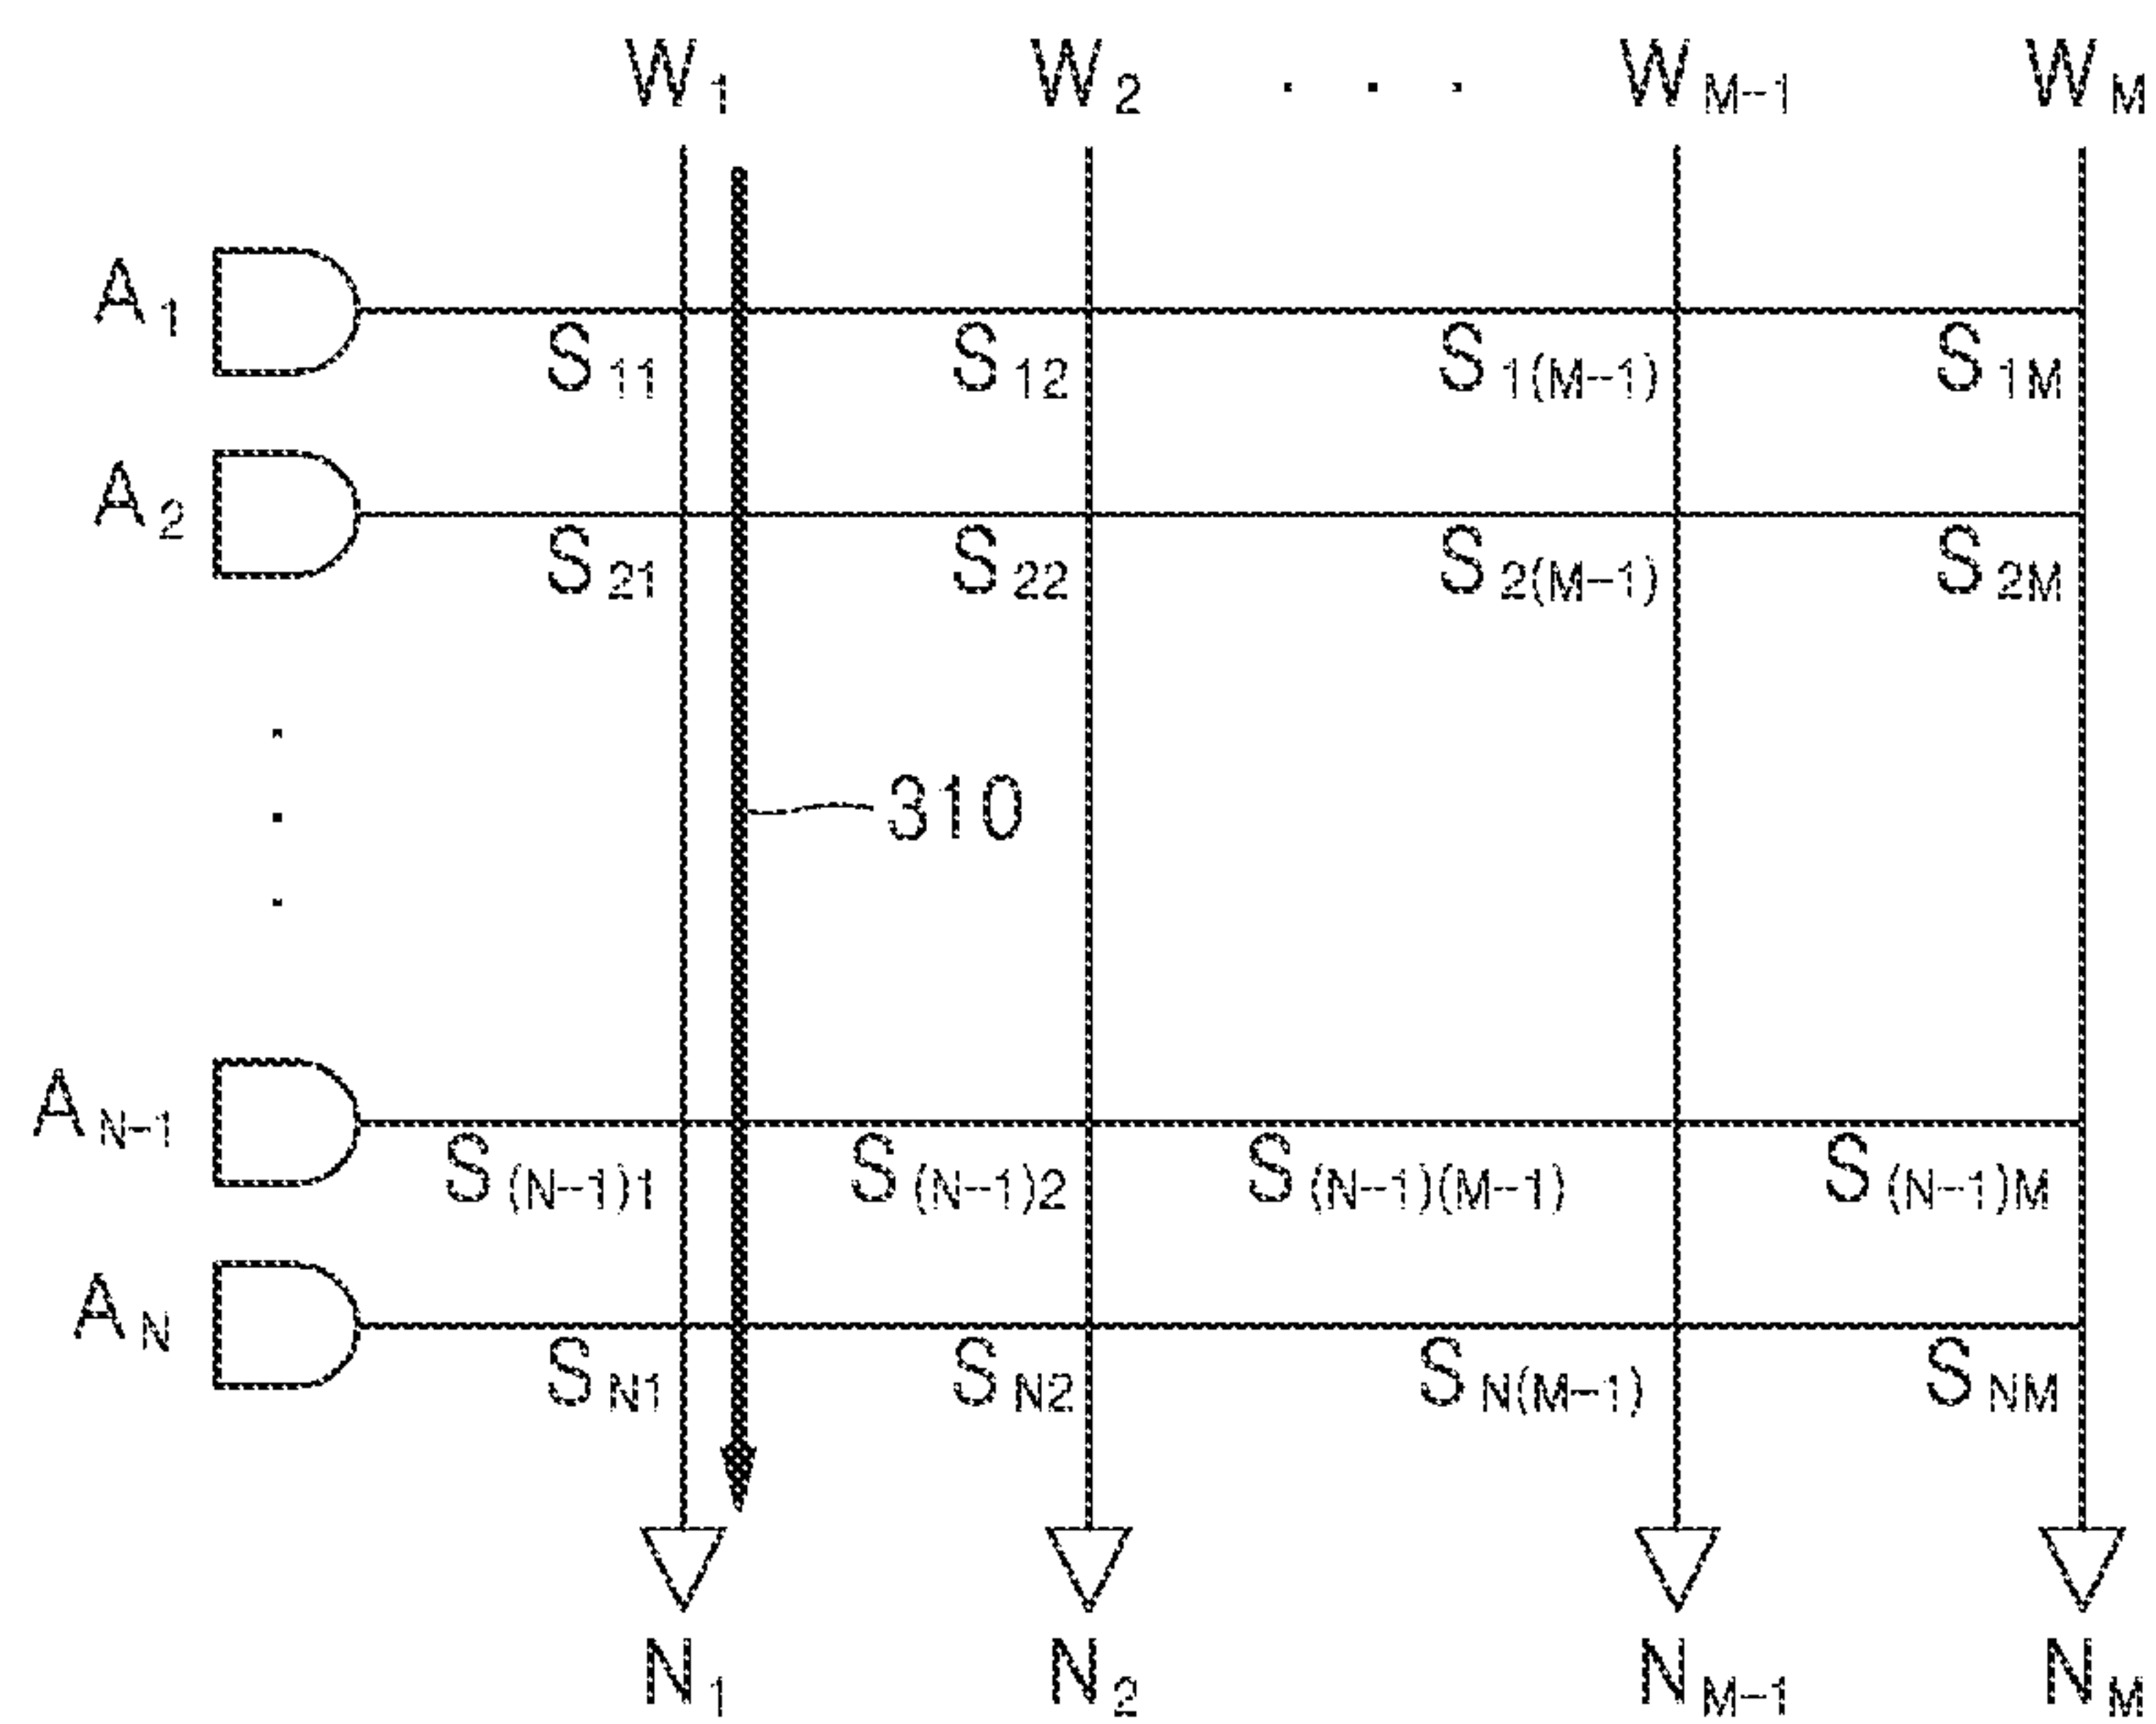 W1 W2 . . . WM-1 WM
A1
S11 S12 S1(M-1) S1M
A2
S21 S22 S2(M-1) S2M
.
.
.
310
AN-1
S(N-1)1 S(N-1)2 S(N-1)(M-1) S(N-1)M
AN
SN1 SN2 SN(M-1) SNM
N1 N2 NM-1 NM